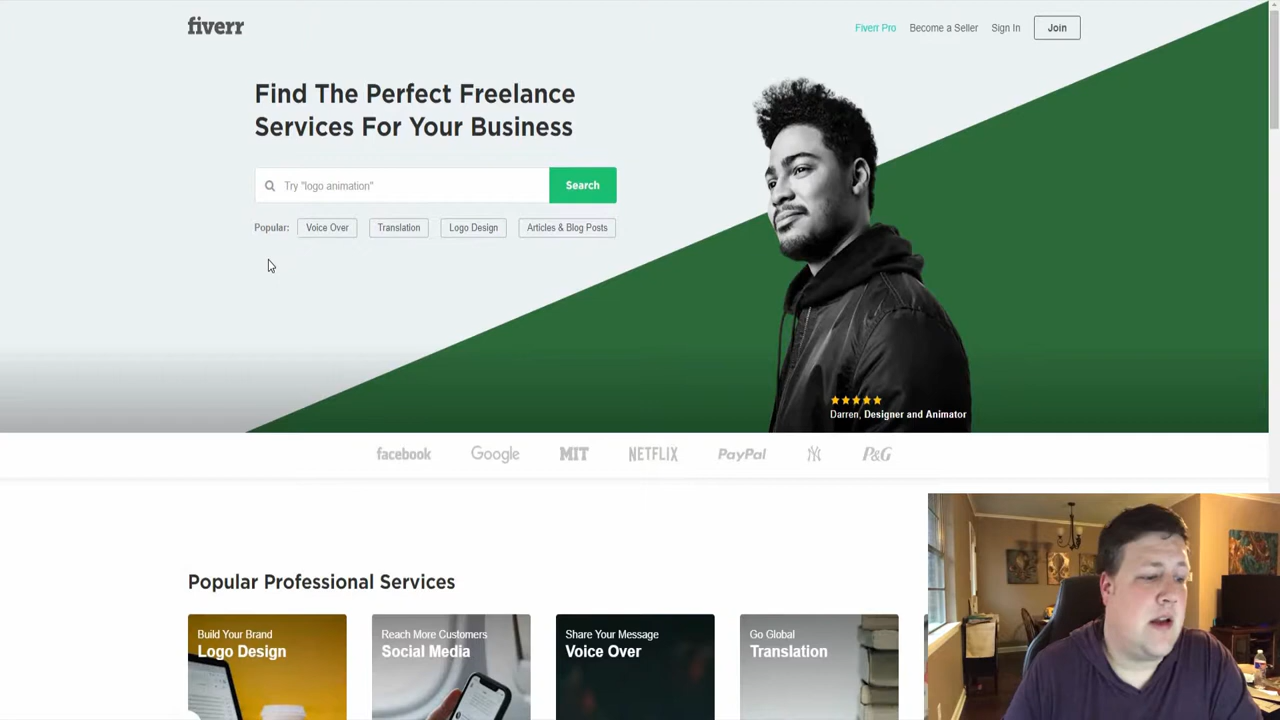 fiverr
Fiverr Pro
Become a Seller
Sign In
Join
Find The Perfect Freelance
Services For Your Business
Try "logo animation"
Search
Popular:
Voice Over
Translation
Logo Design
Articles & Blog Posts
Darren, Designer and Animator
facebook
Google
MIT
NETFLIX
PayPal
NY
P&G
Popular Professional Services
Build Your Brand
Logo Design
Reach More Customers
Social Media
Share Your Message
Voice Over
Go Global
Translation